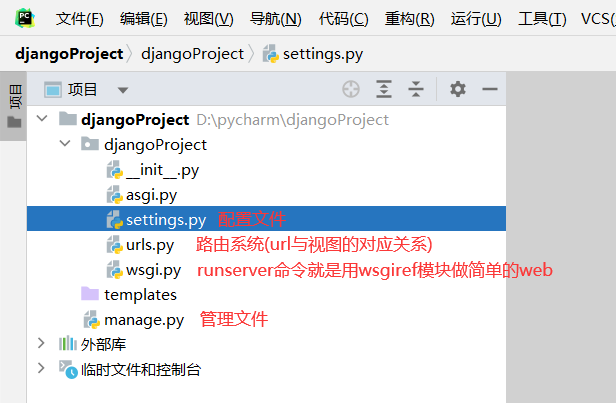 PC
文件(F) 编辑(E) 视图(V) 导航(N) 代码(C) 重构(R) 运行(U) 工具(T) VCS(
djangoProject djangoProject settings.py
项目
项目
djangoProject D:\pycharm\djangoProject
djangoProject
__init__.py
asgi.py
settings.py 配置文件
urls.py 路由系统(url与视图的对应关系)
wsgi.py runserver命令就是用wsgiref模块做简单的web
templates
manage.py 管理文件
外部库
临时文件和控制台